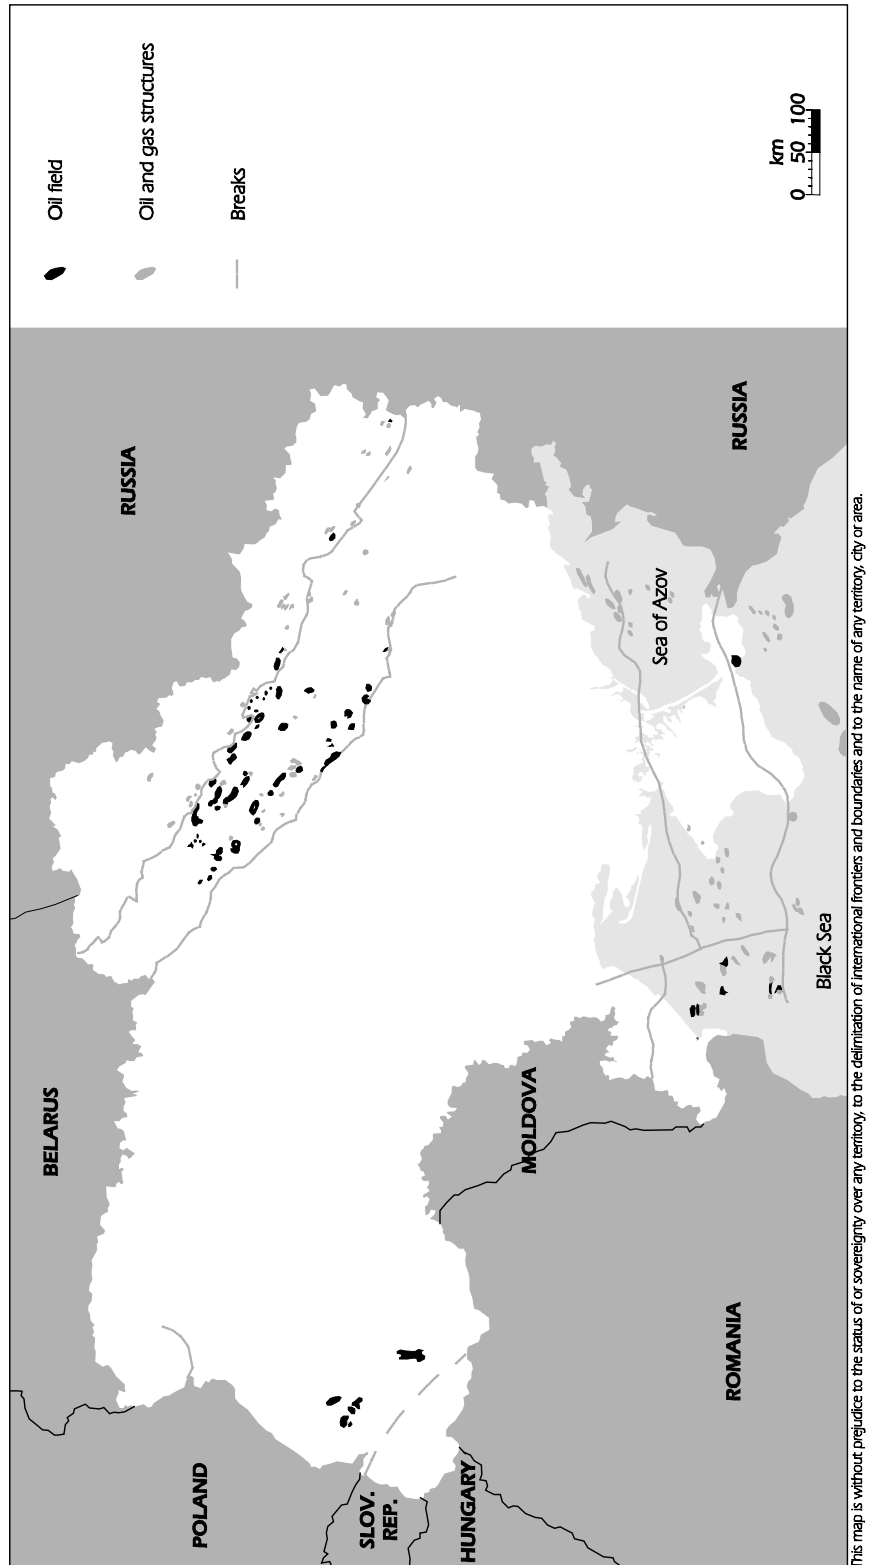 BELARUS
Oil field
RUSSIA
Oil and gas structures
POLAND
Breaks
SLOV.
REP.
HUNGARY
MOLDOVA
Sea of Azov
ROMANIA
RUSSIA
km
0 50 100
Black Sea
This map is without prejudice to the status of or sovereignty over any territory, to the delimitation of international frontiers and boundaries and to the name of any territory, city or area.